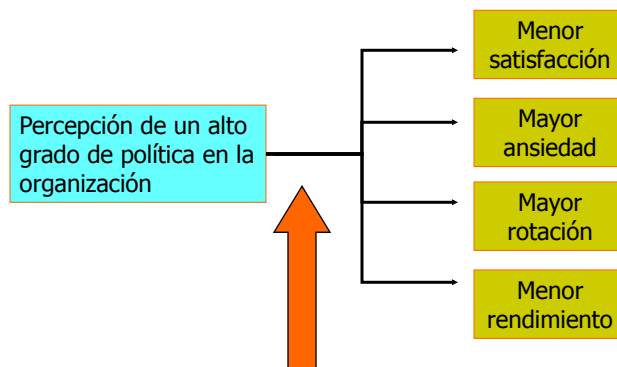 Percepción de un alto
grado de política en la
organización
Menor
satisfacción
Mayor
ansiedad
Mayor
rotación
Menor
rendimiento